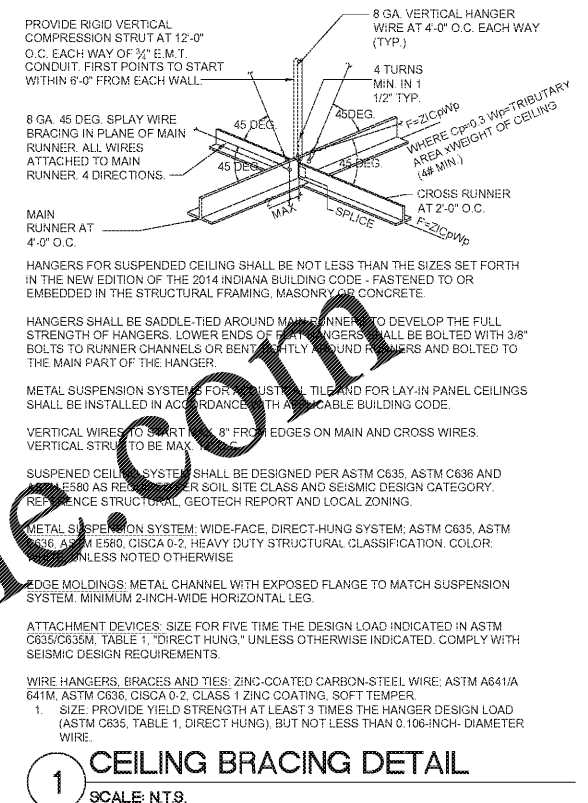 PROVIDE RIGID VERTICAL
COMPRESSION STRUT AT 12'-0"
O.C. EACH WAY OF ¾" E.M.T.
CONDUIT. FIRST POINTS TO START
WITHIN 6'-0" FROM EACH WALL.
8 GA. VERTICAL HANGER
WIRE AT 4'-0" O.C. EACH WAY
(TYP.)
4 TURNS
MIN. IN 1
1/2" TYP.
8 GA. 45 DEG. SPLAY WIRE
BRACING IN PLANE OF MAIN
RUNNER. ALL WIRES
ATTACHED TO MAIN
RUNNER. 4 DIRECTIONS.
45 DEG.
45DEG.
45 DEG
45 DEG.
F=ZICpWp
WHERE Cp=0.3 Wp=TRIBUTARY
AREA xWEIGHT OF CEILING
(4# MIN.)
CROSS RUNNER
AT 2'-0" O.C.
MAIN
RUNNER AT
4'-0" O.C.
MAX
SPLICE
F=ZICpWp
HANGERS FOR SUSPENDED CEILING SHALL BE NOT LESS THAN THE SIZES SET FORTH
IN THE NEW EDITION OF THE 2014 INDIANA BUILDING CODE - FASTENED TO OR
EMBEDDED IN THE STRUCTURAL FRAMING, MASONRY OR CONCRETE.
HANGERS SHALL BE SADDLE-TIED AROUND MAIN RUNNERS TO DEVELOP THE FULL
STRENGTH OF HANGERS. LOWER ENDS OF FLAT HANGERS SHALL BE BOLTED WITH 3/8"
BOLTS TO RUNNER CHANNELS OR BENT TIGHTLY AROUND RUNNERS AND BOLTED TO
THE MAIN PART OF THE HANGER.
METAL SUSPENSION SYSTEMS FOR ACOUSTICAL TILE AND FOR LAY-IN PANEL CEILINGS
SHALL BE INSTALLED IN ACCORDANCE WITH APPLICABLE BUILDING CODE.
VERTICAL WIRES TO START MAX. 8" FROM EDGES ON MAIN AND CROSS WIRES.
VERTICAL STRUT TO BE MAX. O.C.
SUSPENED CEILING SYSTEM SHALL BE DESIGNED PER ASTM C635, ASTM C636 AND
ASTM E580 AS REQUIRED PER SOIL SITE CLASS AND SEISMIC DESIGN CATEGORY.
REFERENCE STRUCTURAL, GEOTECH REPORT AND LOCAL ZONING.
METAL SUSPENSION SYSTEM: WIDE-FACE, DIRECT-HUNG SYSTEM; ASTM C635, ASTM
C636, ASTM E580, CISCA 0-2, HEAVY DUTY STRUCTURAL CLASSIFICATION. COLOR:
UNLESS NOTED OTHERWISE
EDGE MOLDINGS: METAL CHANNEL WITH EXPOSED FLANGE TO MATCH SUSPENSION
SYSTEM. MINIMUM 2-INCH-WIDE HORIZONTAL LEG.
ATTACHMENT DEVICES: SIZE FOR FIVE TIME THE DESIGN LOAD INDICATED IN ASTM
C635/C635M, TABLE 1, "DIRECT HUNG," UNLESS OTHERWISE INDICATED. COMPLY WITH
SEISMIC DESIGN REQUIREMENTS.
WIRE HANGERS, BRACES AND TIES: ZINC-COATED CARBON-STEEL WIRE; ASTM A641/A
641M, ASTM C636, CISCA 0-2, CLASS 1 ZINC COATING, SOFT TEMPER.
1. SIZE: PROVIDE YIELD STRENGTH AT LEAST 3 TIMES THE HANGER DESIGN LOAD
(ASTM C635, TABLE 1, DIRECT HUNG), BUT NOT LESS THAN 0.106-INCH- DIAMETER
WIRE.
1 CEILING BRACING DETAIL
SCALE: N.T.S.
e.com